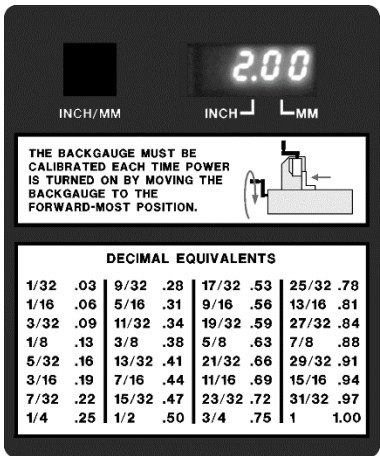 2.00
INCH/MM INCH MM
THE BACKGAUGE MUST BE
CALIBRATED EACH TIME POWER
IS TURNED ON BY MOVING THE
BACKGAUGE TO THE
FORWARD-MOST POSITION.
DECIMAL EQUIVALENTS
1/32 .03 9/32 .28 17/32 .53 25/32 .78
1/16 .06 5/16 .31 9/16 .56 13/16 .81
3/32 .09 11/32 .34 19/32 .59 27/32 .84
1/8 .13 3/8 .38 5/8 .63 7/8 .88
5/32 .16 13/32 .41 21/32 .66 29/32 .91
3/16 .19 7/16 .44 11/16 .69 15/16 .94
7/32 .22 15/32 .47 23/32 .72 31/32 .97
1/4 .25 1/2 .50 3/4 .75 1 1.00